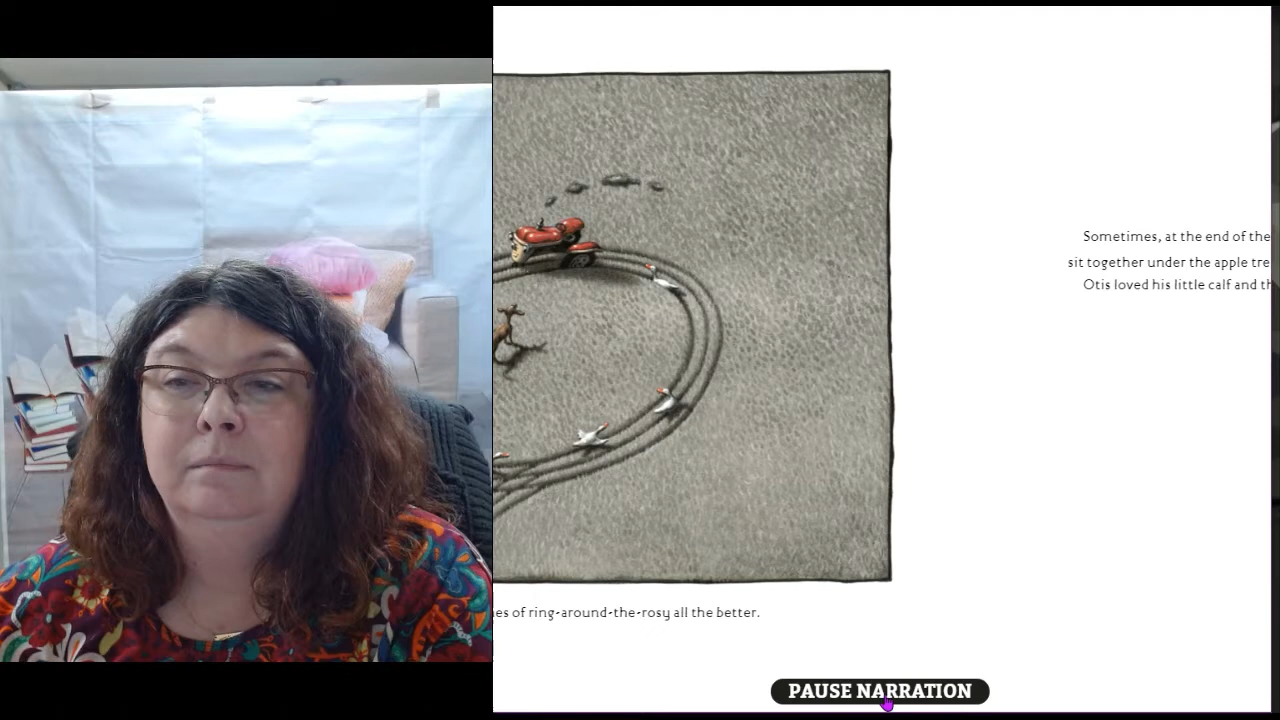 Sometimes, at the end of the
sit together under the apple tre
Otis loved his little calf and th
of ring-around-the-rosy all the better.
PAUSE NARRATION